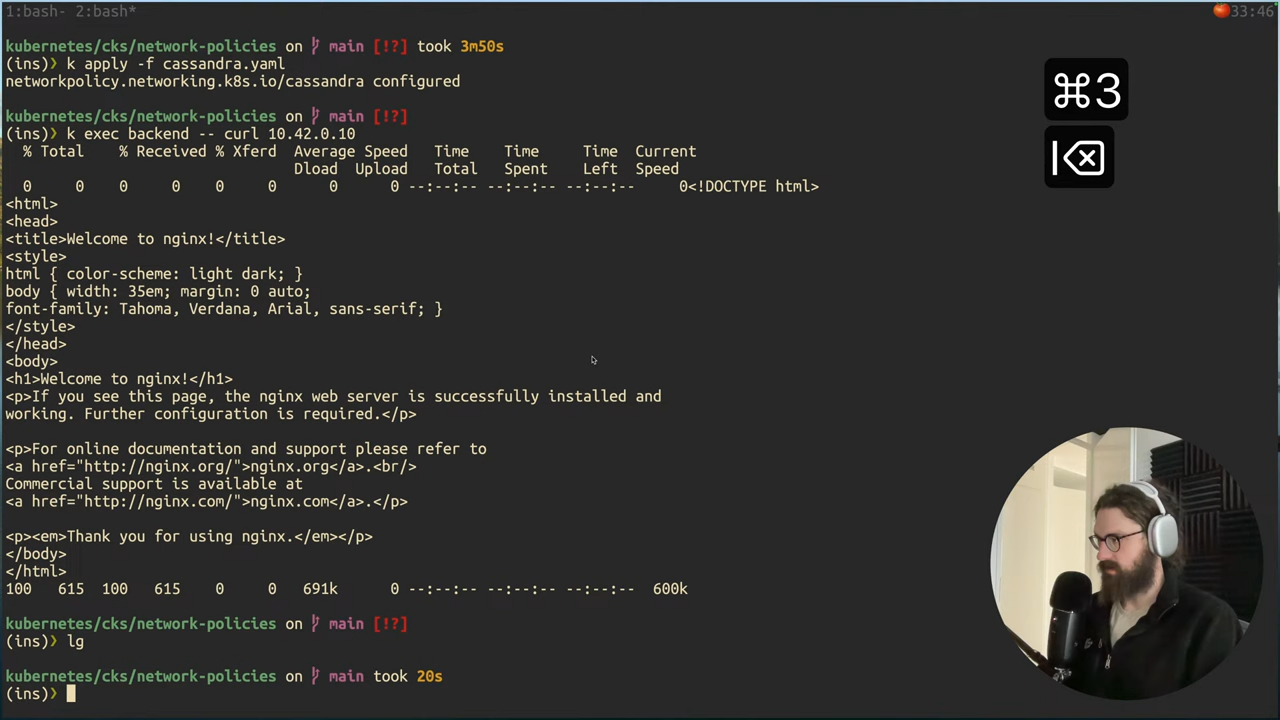 1:bash- 2:bash*
33:46
kubernetes/cks/network-policies on main [!?] took 3m50s
(ins)❯ k apply -f cassandra.yaml
networkpolicy.networking.k8s.io/cassandra configured
⌘3
kubernetes/cks/network-policies on main [!?]
(ins)❯ k exec backend -- curl 10.42.0.10
% Total % Received % Xferd Average Speed Time Time Time Current
Dload Upload Total Spent Left Speed
0 0 0 0 0 0 0 0 --:--:-- --:--:-- --:--:-- 0<!DOCTYPE html>
<html>
<head>
<title>Welcome to nginx!</title>
<style>
html { color-scheme: light dark; }
body { width: 35em; margin: 0 auto;
font-family: Tahoma, Verdana, Arial, sans-serif; }
</style>
</head>
<body>
<h1>Welcome to nginx!</h1>
<p>If you see this page, the nginx web server is successfully installed and
working. Further configuration is required.</p>
<p>For online documentation and support please refer to
<a href="http://nginx.org/">nginx.org</a>.<br/>
Commercial support is available at
<a href="http://nginx.com/">nginx.com</a>.</p>
<p><em>Thank you for using nginx.</em></p>
</body>
</html>
100 615 100 615 0 0 691k 0 --:--:-- --:--:-- --:--:-- 600k
kubernetes/cks/network-policies on main [!?]
(ins)❯ lg
kubernetes/cks/network-policies on main took 20s
(ins)❯